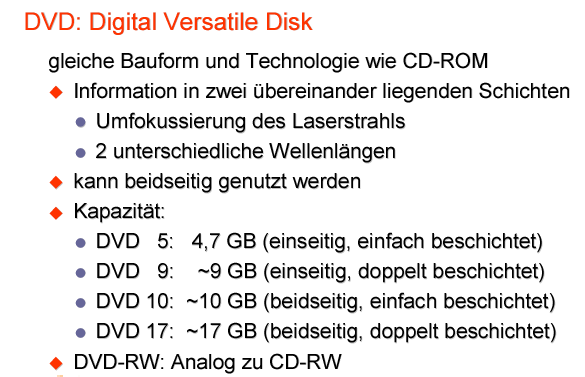 DVD: Digital Versatile Disk
gleiche Bauform und Technologie wie CD-ROM
Information in zwei übereinander liegenden Schichten
Umfokussierung des Laserstrahls
2 unterschiedliche Wellenlängen
kann beidseitig genutzt werden
Kapazität:
DVD 5: 4,7 GB (einseitig, einfach beschichtet)
DVD 9: ~9 GB (einseitig, doppelt beschichtet)
DVD 10: ~10 GB (beidseitig, einfach beschichtet)
DVD 17: ~17 GB (beidseitig, doppelt beschichtet)
DVD-RW: Analog zu CD-RW